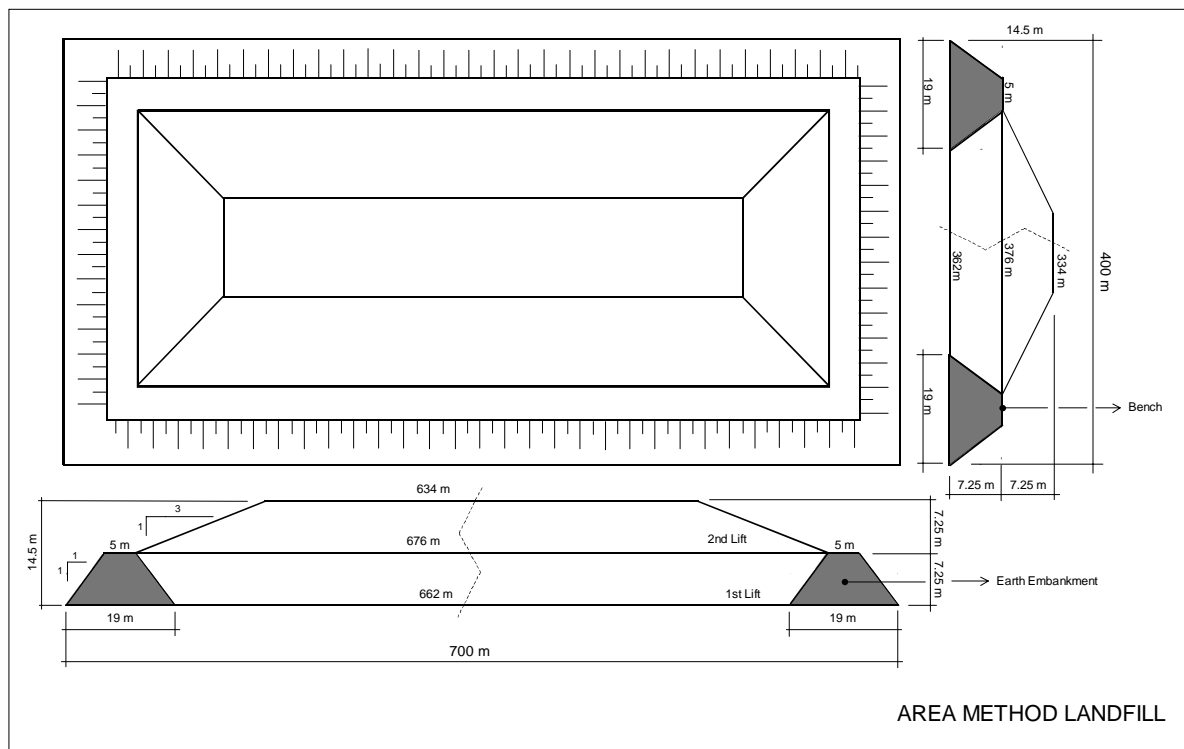 14.5 m
19 m
5 m
362m
376 m
334 m
400 m
19 m
Bench
7.25 m
7.25 m
634 m
3
1
14.5 m
7.25 m
5 m
676 m
2nd Lift
5 m
1
1
7.25 m
Earth Embankment
662 m
1st Lift
19 m
19 m
700 m
AREA METHOD LANDFILL